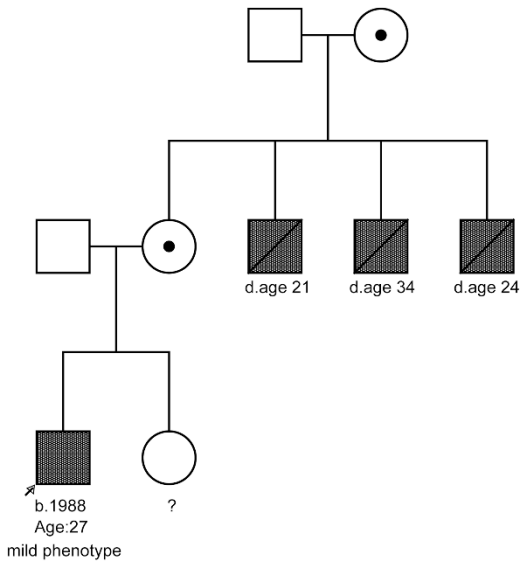 d.age 21
d.age 34
d.age 24
b.1988
Age:27
mild phenotype
?